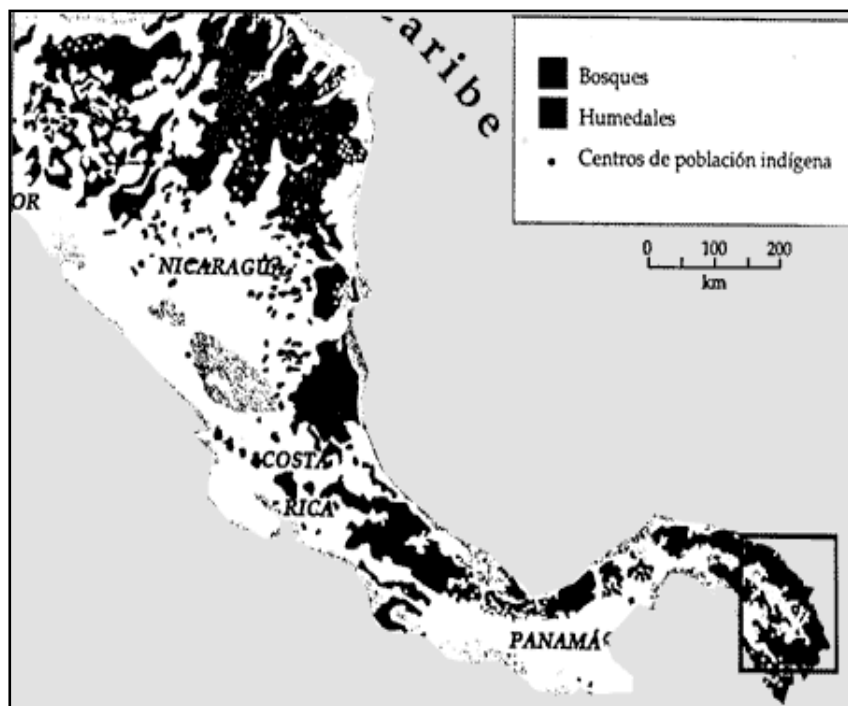 Caribe
Bosques
Humedales
Centros de población indígena
0 100 200
km
OR
NICARAGUA
COSTA
RICA
PANAMÁ